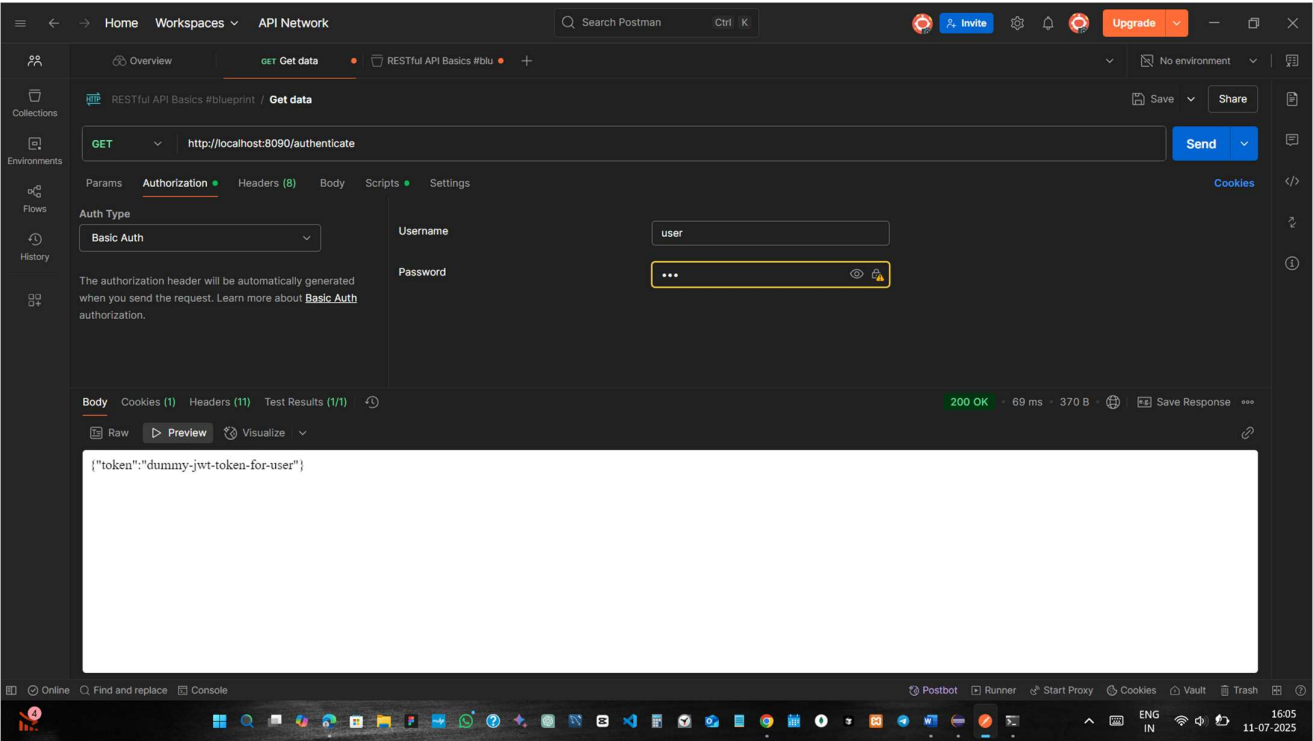 Home Workspaces API Network Search Postman Ctrl K Invite Upgrade
Overview GET Get data RESTful API Basics #blu No environment
Collections
Environments
Flows
History
RESTful API Basics #blueprint / Get data Save Share
GET http://localhost:8090/authenticate Send
Params Authorization Headers (8) Body Scripts Settings Cookies
Auth Type
Basic Auth
The authorization header will be automatically generated
when you send the request. Learn more about Basic Auth
authorization.
Username user
Password •••
Body Cookies (1) Headers (11) Test Results (1/1) 200 OK 69 ms 370 B Save Response
Raw Preview Visualize
{"token":"dummy-jwt-token-for-user"}
Online Find and replace Console Postbot Runner Start Proxy Cookies Vault Trash
4 ENG 16:05
IN 11-07-2025